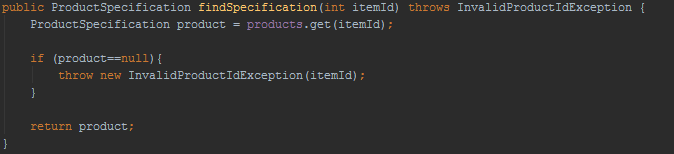 public ProductSpecification findSpecification(int itemId) throws InvalidProductIdException {
ProductSpecification product = products.get(itemId);
if (product==null){
throw new InvalidProductIdException(itemId);
}
return product;
}